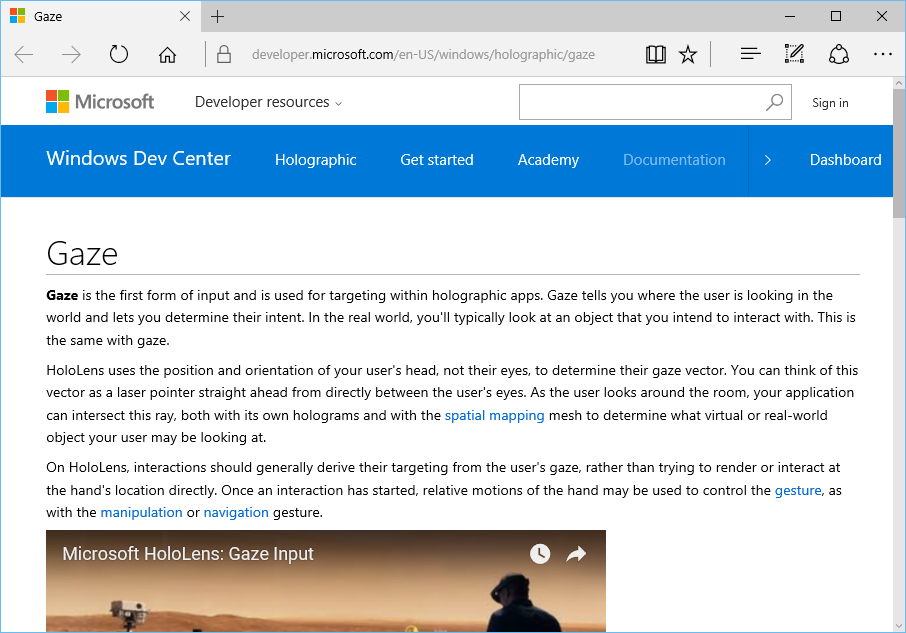 Gaze
developer.microsoft.com/en-US/windows/holographic/gaze
Microsoft
Developer resources
Sign in
Windows Dev Center
Holographic
Get started
Academy
Documentation
Dashboard
Gaze
Gaze is the first form of input and is used for targeting within holographic apps. Gaze tells you where the user is looking in the
world and lets you determine their intent. In the real world, you'll typically look at an object that you intend to interact with. This is
the same with gaze.
HoloLens uses the position and orientation of your user's head, not their eyes, to determine their gaze vector. You can think of this
vector as a laser pointer straight ahead from directly between the user's eyes. As the user looks around the room, your application
can intersect this ray, both with its own holograms and with the spatial mapping mesh to determine what virtual or real-world
object your user may be looking at.
On HoloLens, interactions should generally derive their targeting from the user's gaze, rather than trying to render or interact at
the hand's location directly. Once an interaction has started, relative motions of the hand may be used to control the gesture, as
with the manipulation or navigation gesture.
Microsoft HoloLens: Gaze Input